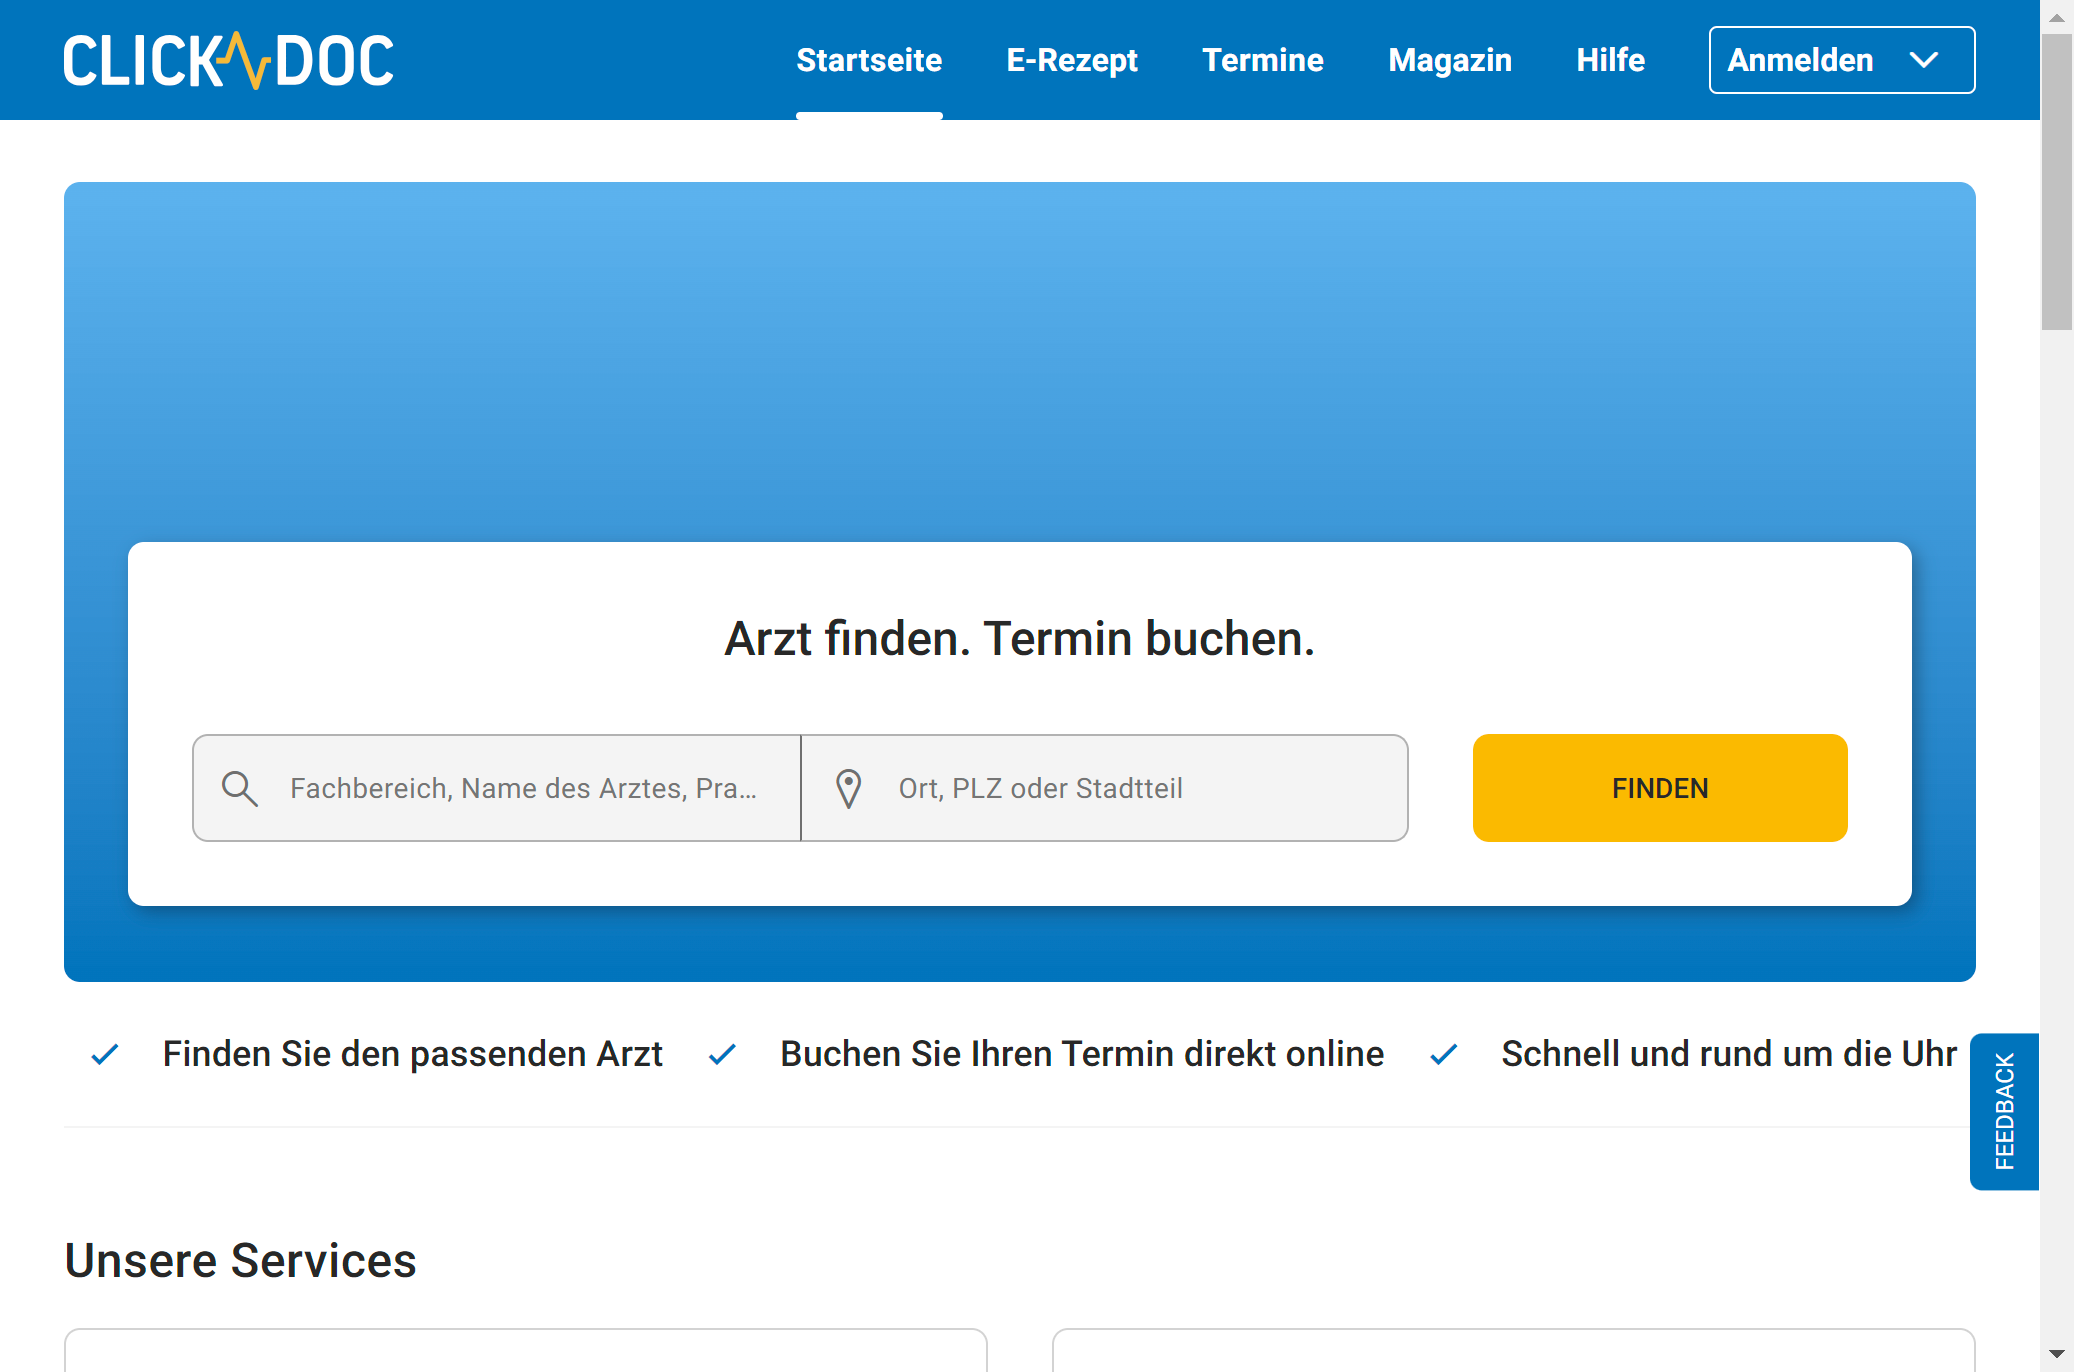 CLICK DOC
Startseite E-Rezept Termine Magazin Hilfe Anmelden
Arzt finden. Termin buchen.
Fachbereich, Name des Arztes, Pra... Ort, PLZ oder Stadtteil FINDEN
Finden Sie den passenden Arzt Buchen Sie Ihren Termin direkt online Schnell und rund um die Uhr
FEEDBACK
Unsere Services